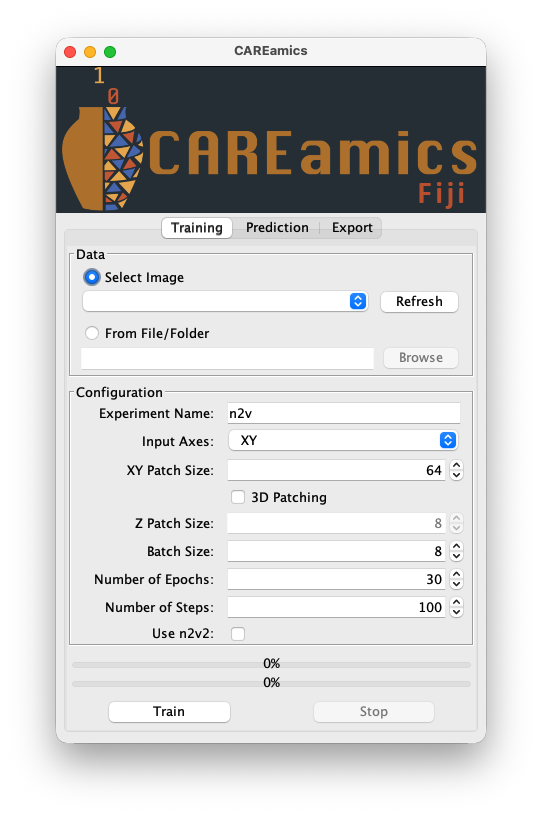 CAREamics
1
0
CAREamics
Fiji
Training Prediction Export
Data
Select Image
Refresh
From File/Folder
Browse
Configuration
Experiment Name: n2v
Input Axes: XY
XY Patch Size: 64
3D Patching
Z Patch Size: 8
Batch Size: 8
Number of Epochs: 30
Number of Steps: 100
Use n2v2:
0%
0%
Train Stop